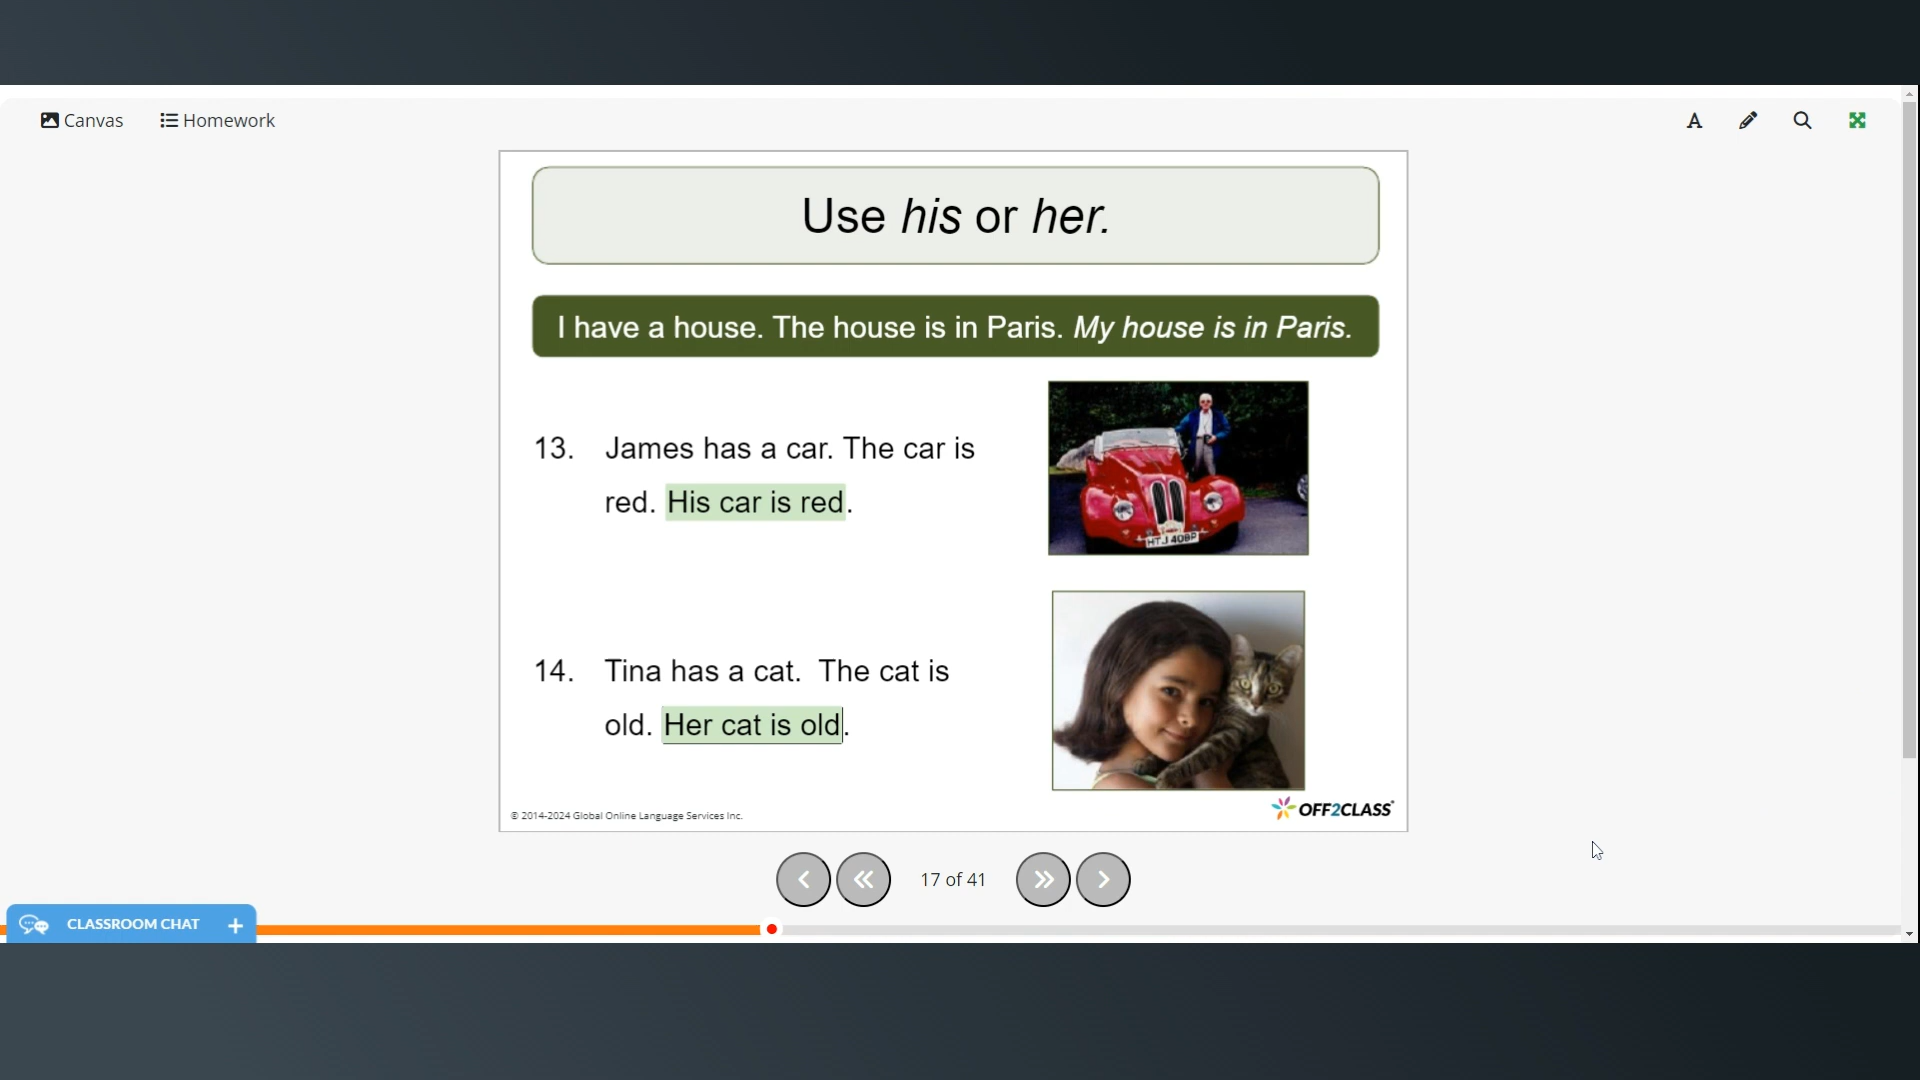 Canvas
Homework
A
Use his or her.
I have a house. The house is in Paris. My house is in Paris.
13. James has a car. The car is
red. His car is red.
HTJ 408P
14. Tina has a cat. The cat is
old. Her cat is old.
© 2014-2024 Global Online Language Services Inc.
OFF2CLASS
17 of 41
CLASSROOM CHAT +